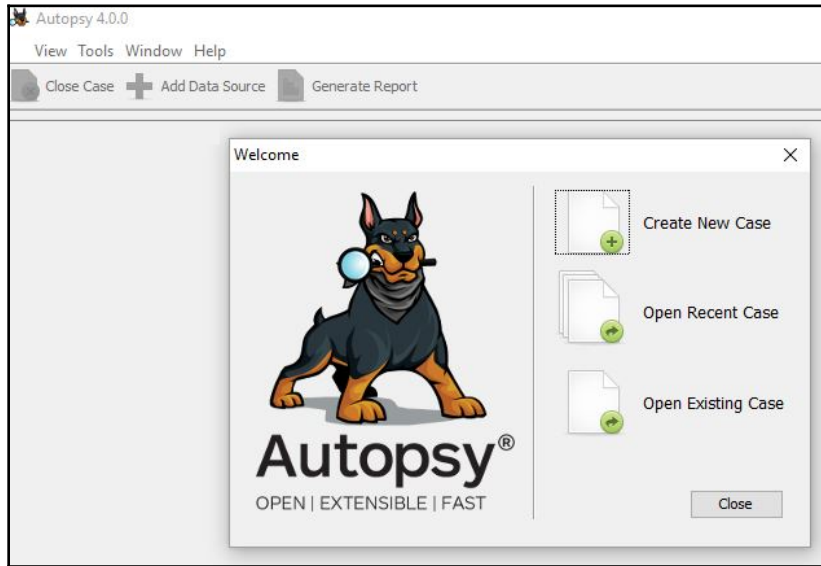 Autopsy 4.0.0
View Tools Window Help
Close Case Add Data Source Generate Report
Welcome
Create New Case
Open Recent Case
Open Existing Case
Autopsy®
OPEN | EXTENSIBLE | FAST
Close